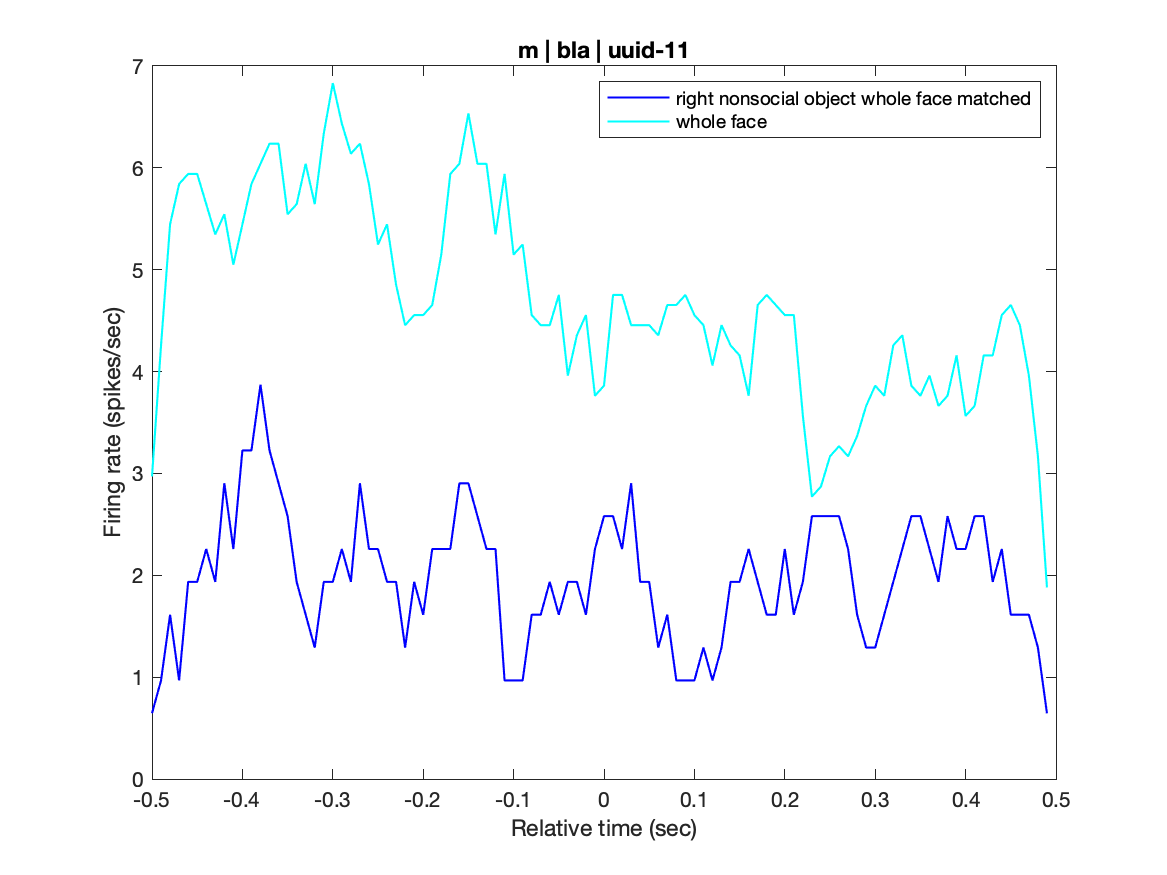 m | bla | uuid-11
right nonsocial object whole face matched
whole face
Firing rate (spikes/sec)
7
6
5
4
3
2
1
0
-0.5 -0.4 -0.3 -0.2 -0.1 0 0.1 0.2 0.3 0.4 0.5
Relative time (sec)